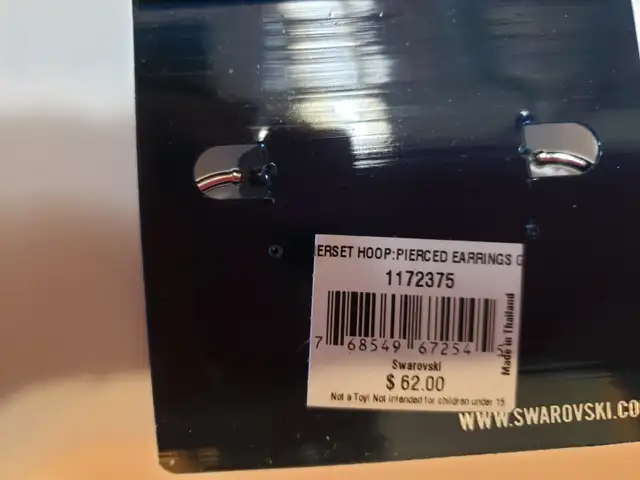 ERSET HOOP:PIERCED EARRINGS G
1172375
7 68549 67254
Made in Thailand
Swarovski
$ 62.00
Not a Toy! Not intended for children under 15
WWW.SWAROVSKI.CO